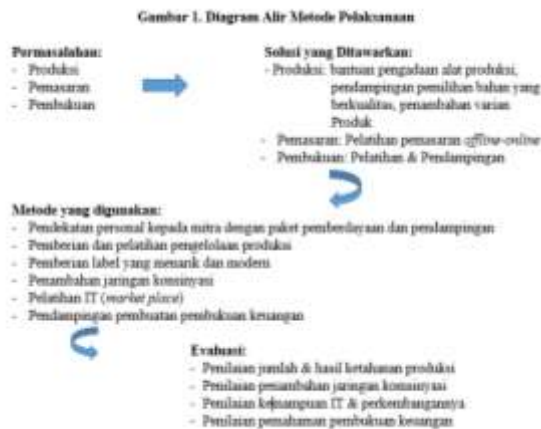 Gambar 1. Diagram Alir Metode Pelaksanaan
Permasalahan:
- Produksi
- Pemasaran
- Pembukuan
Solusi yang Ditawarkan:
- Produksi: bantuan pengadaan alat produksi,
pendampingan pemilihan bahan yang
berkualitas, penambahan varian
Produk
- Pemasaran: Pelatihan pemasaran offline-online
- Pembukuan: Pelatihan & Pendampingan
Metode yang digunakan:
- Pendekatan personal kepada mitra dengan paket pemberdayaan dan pendampingan
- Pemberian dan pelatihan pengelolaan produksi
- Pemberian label yang menarik dan modern
- Penambahan jaringan konsinyasi
- Pelatihan IT (market place)
- Pendampingan pembuatan pembukuan keuangan
Evaluasi:
- Penilaian jumlah & hasil ketahanan produksi
- Penilaian penambahan jaringan konsinyasi
- Penilaian kemampuan IT & perkembangannya
- Penilaian pemahaman pembukuan keuangan